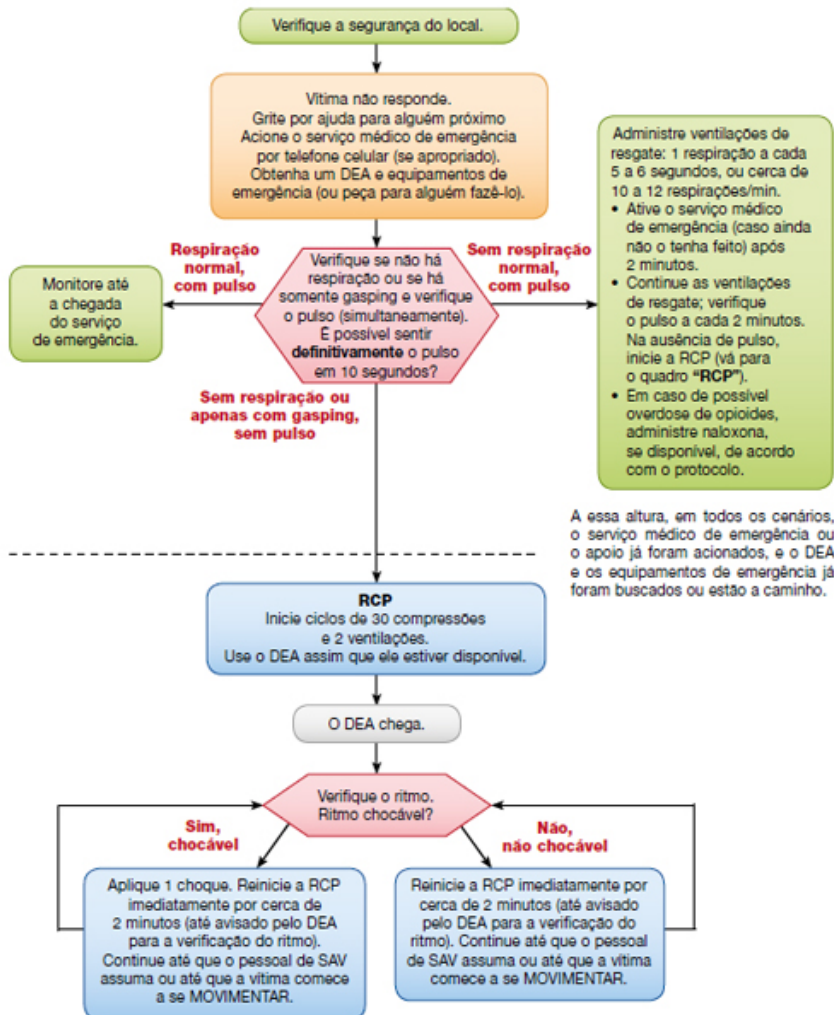 Verifique a segurança do local.
Vítima não responde.
Grite por ajuda para alguém próximo
Acione o serviço médico de emergência
por telefone celular (se apropriado).
Obtenha um DEA e equipamentos de
emergência (ou peça para alguém fazê-lo).
Respiração
normal,
com pulso
Monitore até
a chegada
do serviço
de emergência.
Verifique se não há
respiração ou se há
somente gasping e verifique
o pulso (simultaneamente).
É possível sentir
definitivamente o pulso
em 10 segundos?
Sem respiração
normal,
com pulso
Administre ventilações de
resgate: 1 respiração a cada
5 a 6 segundos, ou cerca de
10 a 12 respirações/min.
• Ative o serviço médico
de emergência (caso ainda
não o tenha feito) após
2 minutos.
• Continue as ventilações
de resgate; verifique
o pulso a cada 2 minutos.
Na ausência de pulso,
inicie a RCP (vá para
o quadro “RCP”).
• Em caso de possível
overdose de opioides,
administre naloxona,
se disponível, de acordo
com o protocolo.
Sem respiração ou
apenas com gasping,
sem pulso
A essa altura, em todos os cenários,
o serviço médico de emergência ou
o apoio já foram acionados, e o DEA
e os equipamentos de emergência já
foram buscados ou estão a caminho.
RCP
Inicie ciclos de 30 compressões
e 2 ventilações.
Use o DEA assim que ele estiver disponível.
O DEA chega.
Verifique o ritmo.
Ritmo chocável?
Sim,
chocável
Não,
não chocável
Aplique 1 choque. Reinicie a RCP
imediatamente por cerca de
2 minutos (até avisado pelo DEA
para a verificação do ritmo).
Continue até que o pessoal de SAV
assuma ou até que a vítima comece
a se MOVIMENTAR.
Reinicie a RCP imediatamente por
cerca de 2 minutos (até avisado
pelo DEA para a verificação do
ritmo). Continue até que o pessoal
de SAV assuma ou até que a vítima
comece a se MOVIMENTAR.